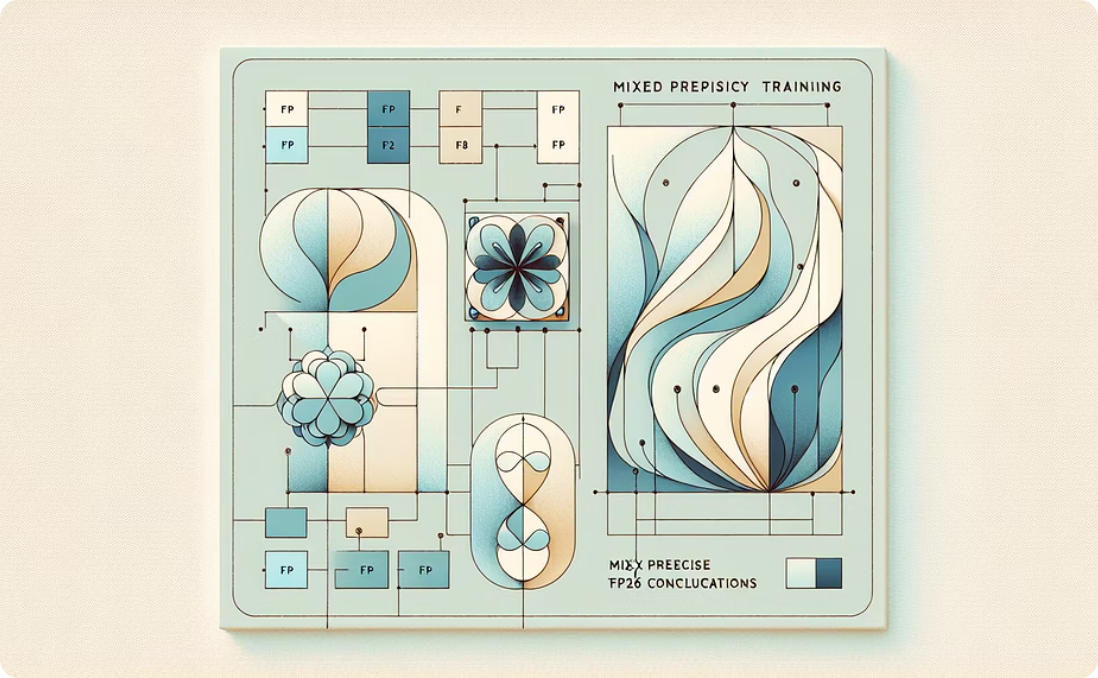 FP FP F FP
FP F2 F8 FP
MIXED PREPISICY TRAINIING
FP FP FP
MIXX PREECISE
FP26 CONCLUCATIONS